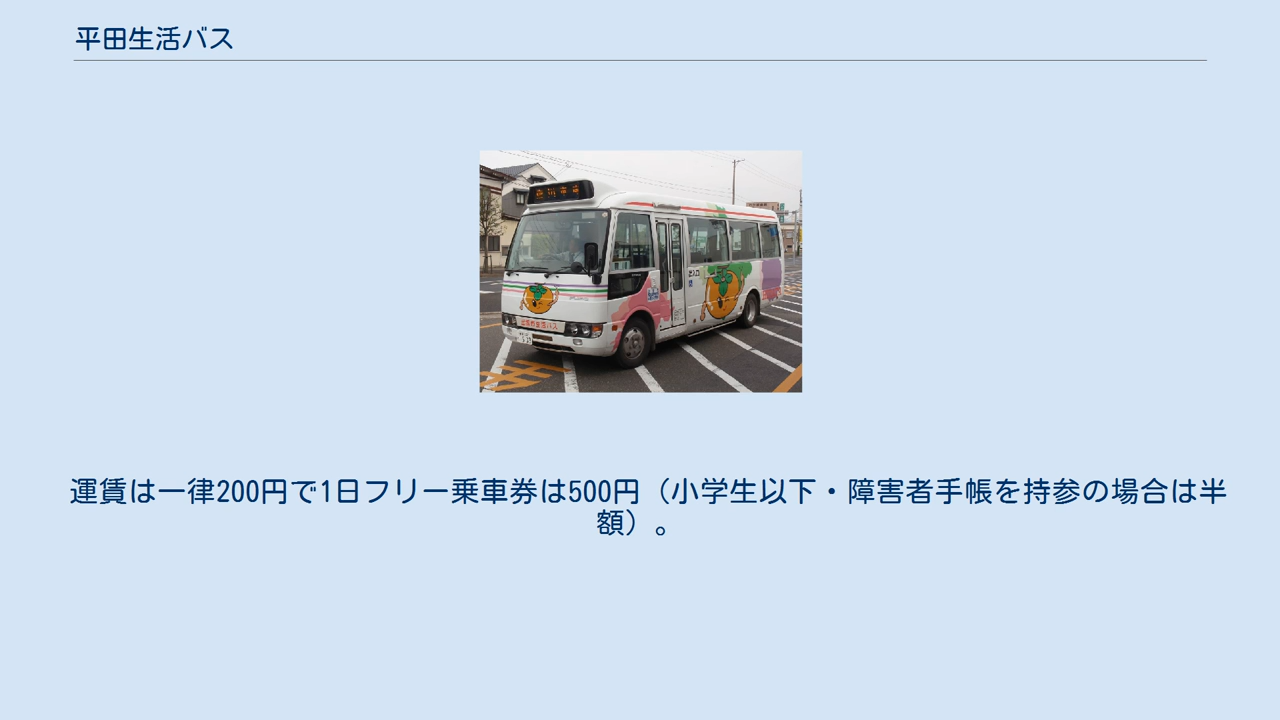 平田生活バス
運賃は一律200円で1日フリー乗車券は500円（小学生以下・障害者手帳を持参の場合は半
額）。